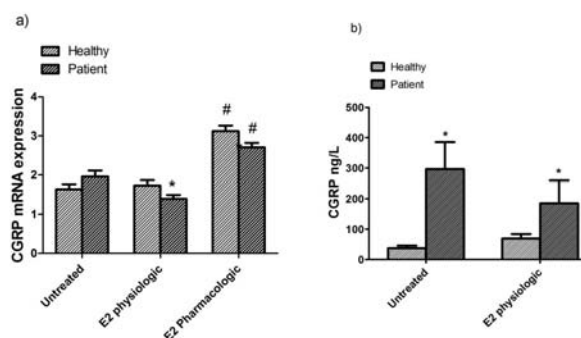 a)
Healthy
Patient
CGRP mRNA expression
4
3
2
1
0
#
#
*
Untreated
E2 physiologic
E2 Pharmacologic
b)
Healthy
Patient
CGRP ng/L
500
400
300
200
100
0
*
*
Untreated
E2 physiologic